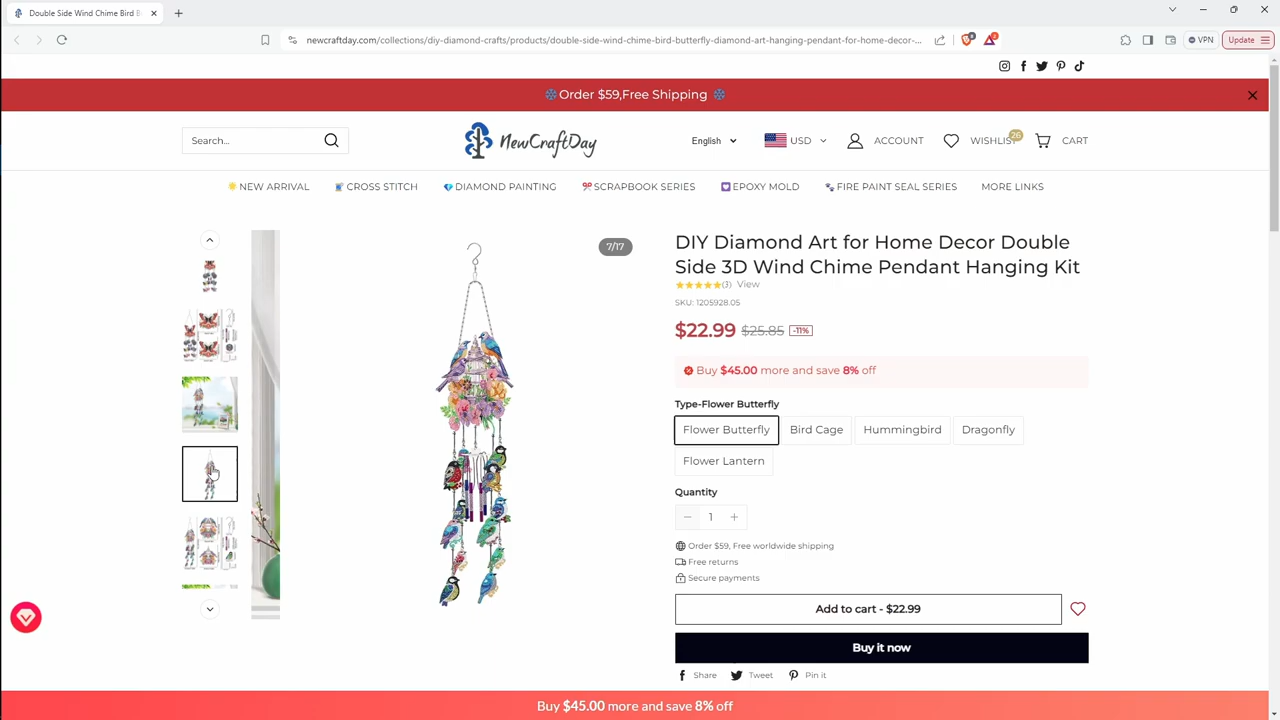 Double Side Wind Chime Bird B
newcraftday.com/collections/diy-diamond-crafts/products/double-side-wind-chime-bird-butterfly-diamond-art-hanging-pendant-for-home-decor-...
VPN
Update
Order $59,Free Shipping
Search...
NewCraftDay
English
USD
ACCOUNT
WISHLIST
26
CART
NEW ARRIVAL
CROSS STITCH
DIAMOND PAINTING
SCRAPBOOK SERIES
EPOXY MOLD
FIRE PAINT SEAL SERIES
MORE LINKS
7/17
DIY Diamond Art for Home Decor Double
Side 3D Wind Chime Pendant Hanging Kit
(3) View
SKU: 1205928.05
$22.99 $25.85 -11%
Buy $45.00 more and save 8% off
Type-Flower Butterfly
Flower Butterfly
Bird Cage
Hummingbird
Dragonfly
Flower Lantern
Quantity
1
Order $59, Free worldwide shipping
Free returns
Secure payments
Add to cart - $22.99
Buy it now
Share
Tweet
Pin it
Buy $45.00 more and save 8% off